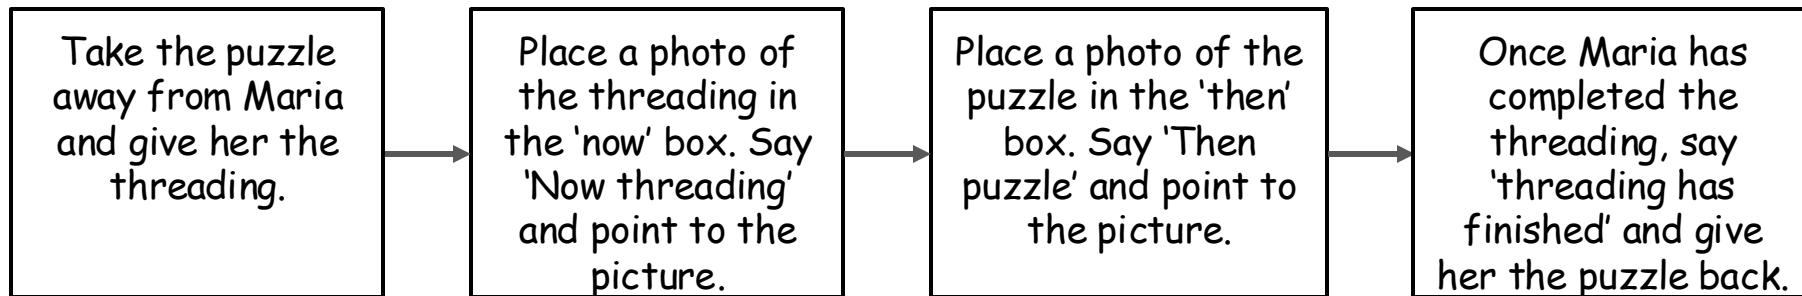 Take the puzzle
away from Maria
and give her the
threading.
Place a photo of
the threading in
the ‘now’ box. Say
‘Now threading’
and point to the
picture.
Place a photo of the
puzzle in the ‘then’
box. Say ‘Then
puzzle’ and point to
the picture.
Once Maria has
completed the
threading, say
‘threading has
finished’ and give
her the puzzle back.